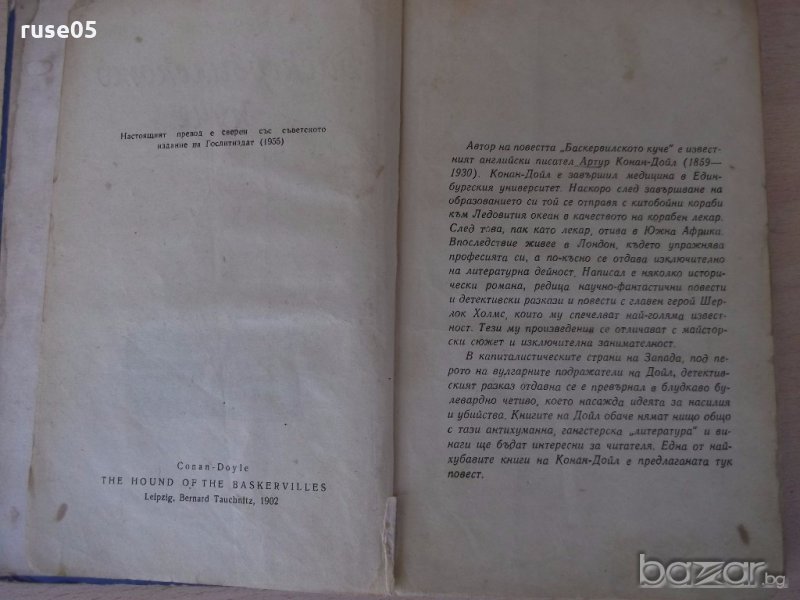 ruse05
Настоящият превод е сверен със съветското
издание на Гослитиздат (1955)
Conan-Doyle
THE HOUND OF THE BASKERVILLES
Leipzig, Bernard Tauchnitz, 1902
Автор на повестта „Баскервилското куче“ е извест-
ният английски писател Артур Конан-Дойл (1859—
1930). Конан-Дойл е завършил медицина в Един-
бургския университет. Наскоро след завършване на
образованието си той се отправя с китобойни кораби
към Ледовития океан в качеството на корабен лекар.
След това, пак като лекар, отива в Южна Африка.
Впоследствие живее в Лондон, където упражнява
професията си, а по-късно се отдава изключително
на литературна дейност. Написал е няколко истори-
чески романа, редица научно-фантастични повести
и детективски разкази и повести с главен герой Шер-
лок Холмс, които му спечелват най-голяма извест-
ност. Тези му произведения се отличават с майстор-
ски сюжет и изключителна занимателност.
В капиталистическите страни на Запада, под пе-
рото на вулгарните подражатели на Дойл, детектив-
ският разказ отдавна се е превърнал в блудкаво бу-
левардно четиво, което насажда идеята за насилия
и убийства. Книгите на Дойл обаче нямат нищо общо
с тази антихуманна, гангстерска „литература“ и ви-
наги ще бъдат интересни за читателя. Една от най-
хубавите книги на Конан-Дойл е предлаганата тук
повест.
bazar.bg